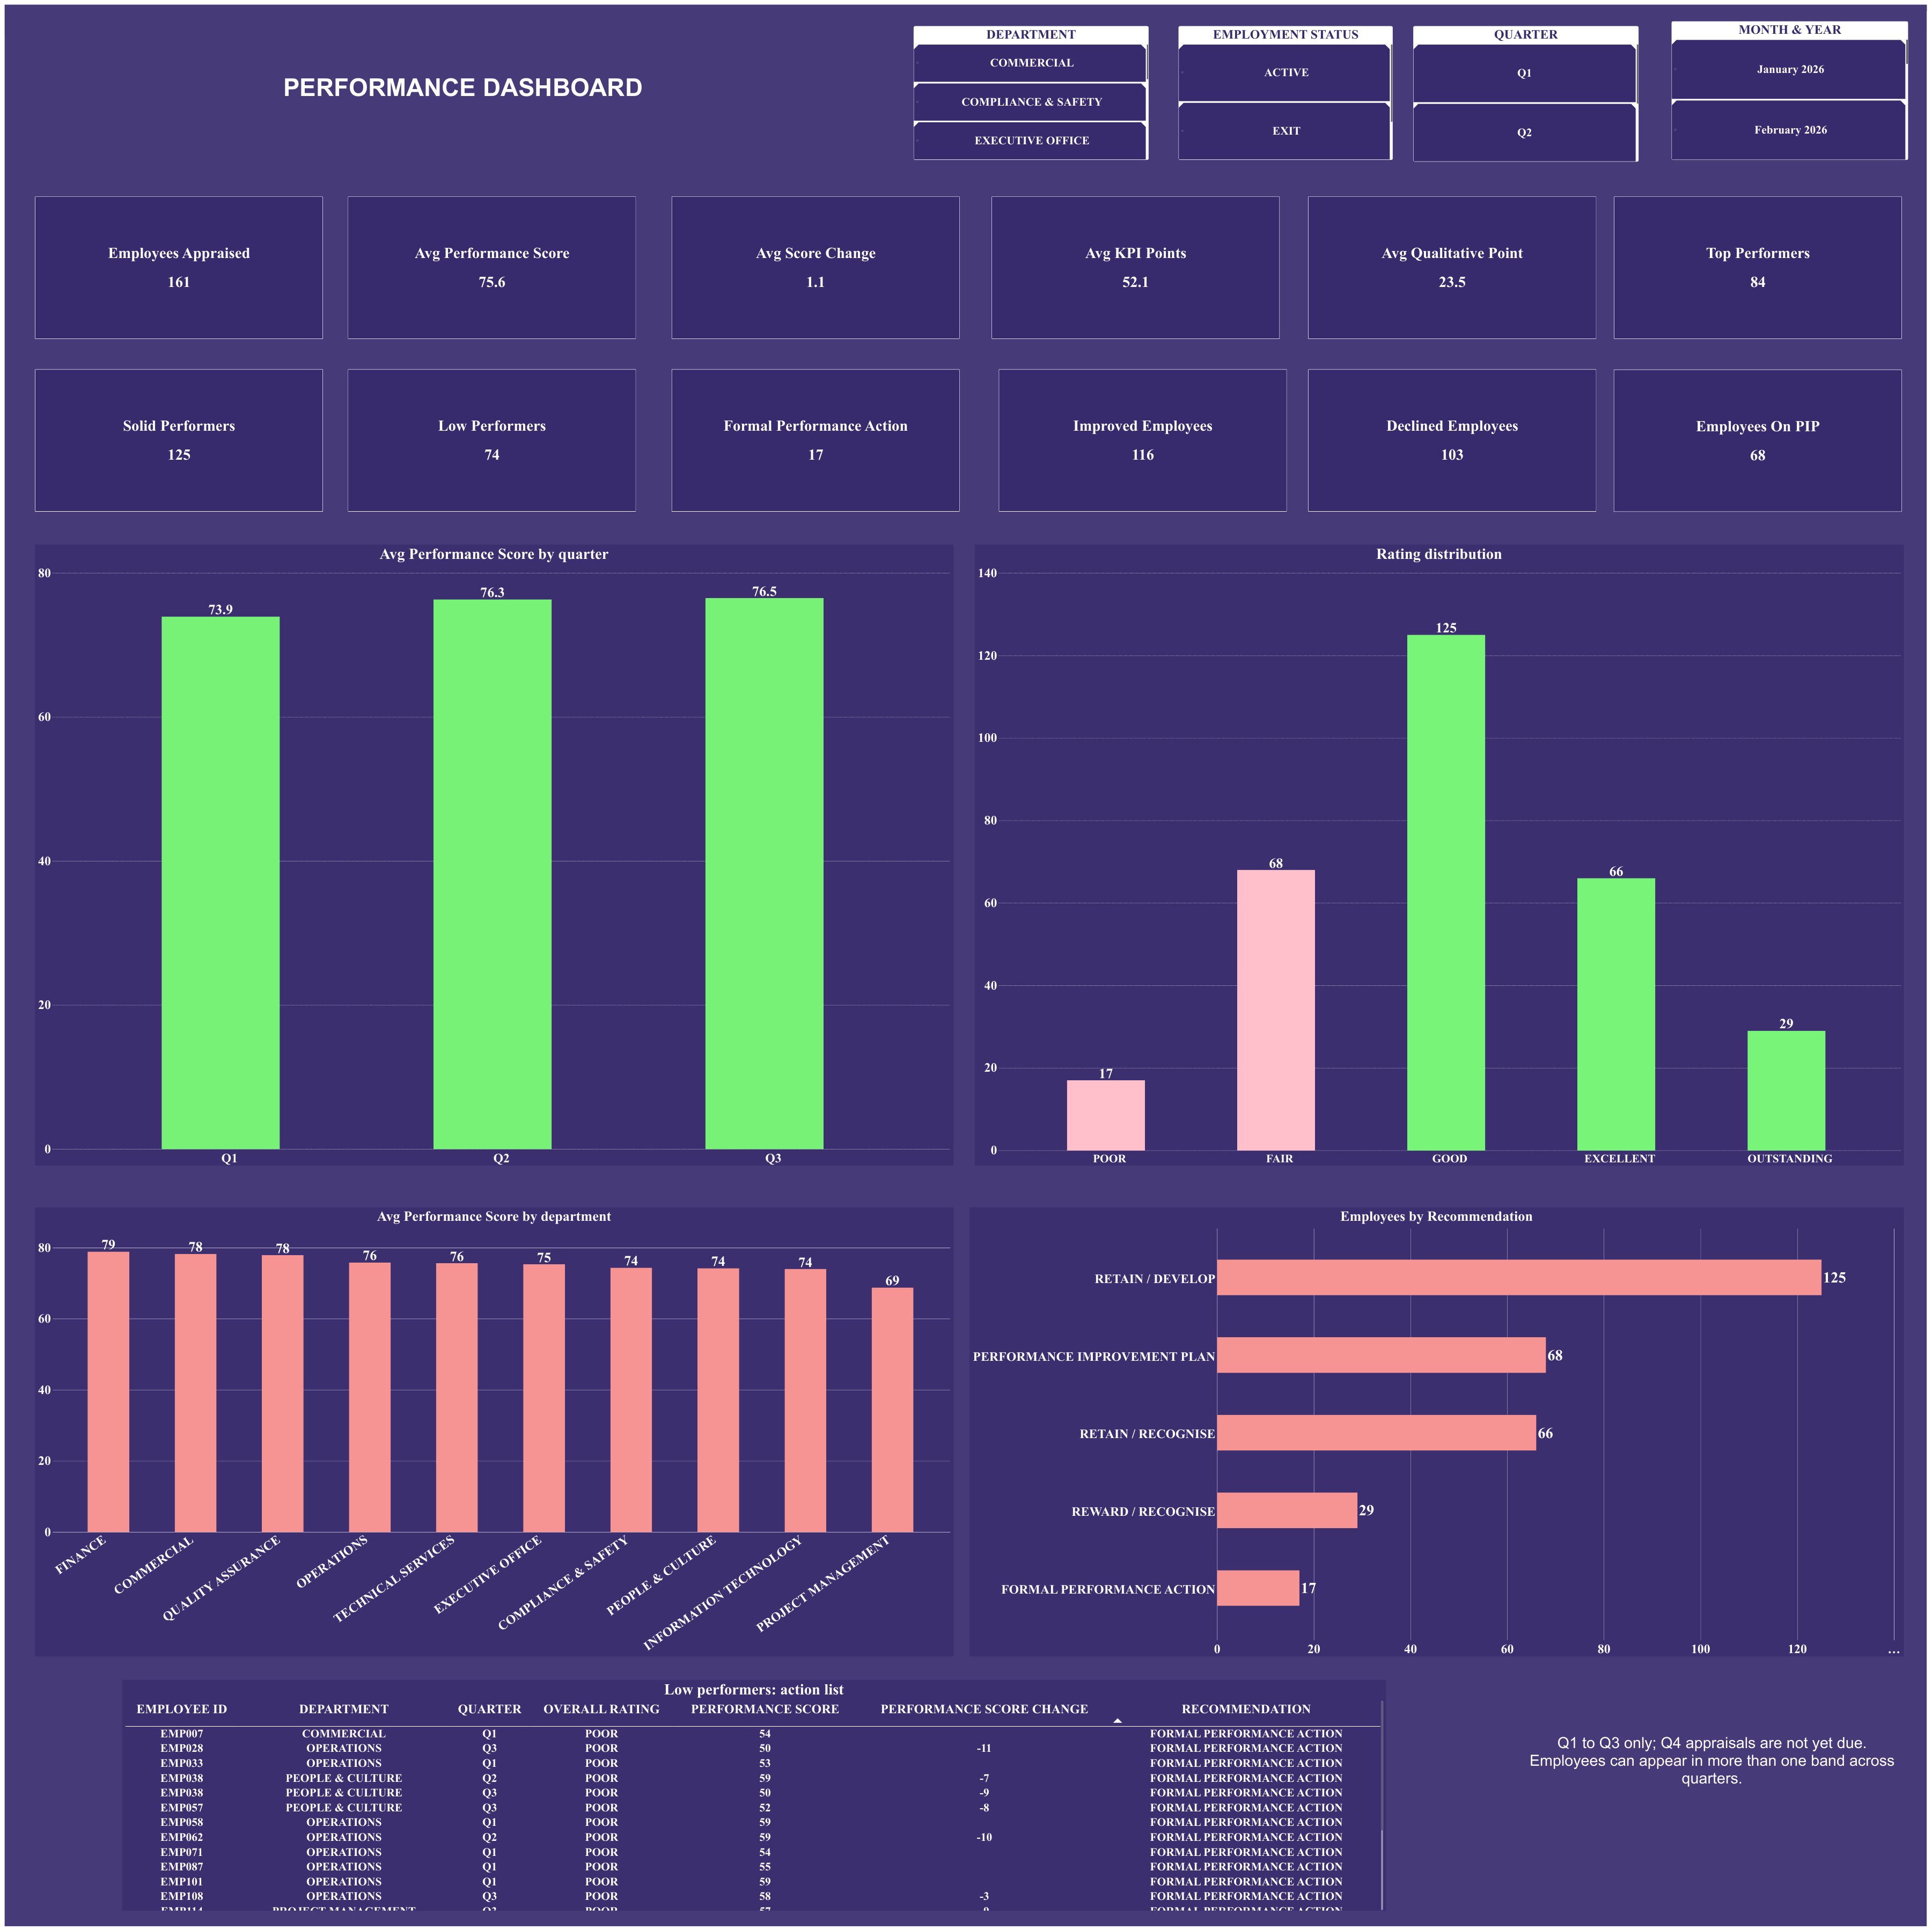 PERFORMANCE DASHBOARD
DEPARTMENT
COMMERCIAL
COMPLIANCE & SAFETY
EXECUTIVE OFFICE
EMPLOYMENT STATUS
ACTIVE
EXIT
QUARTER
Q1
Q2
MONTH & YEAR
January 2026
February 2026
Employees Appraised
161
Avg Performance Score
75.6
Avg Score Change
1.1
Avg KPI Points
52.1
Avg Qualitative Point
23.5
Top Performers
84
Solid Performers
125
Low Performers
74
Formal Performance Action
17
Improved Employees
116
Declined Employees
103
Employees On PIP
68
Avg Performance Score by quarter
80
60
40
20
0
73.9
76.3
76.5
Q1 Q2 Q3
Rating distribution
140
120
100
80
60
40
20
0
17
68
125
66
29
POOR FAIR GOOD EXCELLENT OUTSTANDING
Avg Performance Score by department
80
60
40
20
0
79 78 78 76 76 75 74 74 74 69
FINANCE
COMMERCIAL
QUALITY ASSURANCE
OPERATIONS
TECHNICAL SERVICES
EXECUTIVE OFFICE
COMPLIANCE & SAFETY
PEOPLE & CULTURE
INFORMATION TECHNOLOGY
PROJECT MANAGEMENT
Employees by Recommendation
RETAIN / DEVELOP 125
PERFORMANCE IMPROVEMENT PLAN 68
RETAIN / RECOGNISE 66
REWARD / RECOGNISE 29
FORMAL PERFORMANCE ACTION 17
0 20 40 60 80 100 120 ...
Low performers: action list
EMPLOYEE ID DEPARTMENT QUARTER OVERALL RATING PERFORMANCE SCORE PERFORMANCE SCORE CHANGE RECOMMENDATION
EMP007 COMMERCIAL Q1 POOR 54 FORMAL PERFORMANCE ACTION
EMP028 OPERATIONS Q3 POOR 50 -11 FORMAL PERFORMANCE ACTION
EMP033 OPERATIONS Q1 POOR 53 FORMAL PERFORMANCE ACTION
EMP038 PEOPLE & CULTURE Q2 POOR 59 -7 FORMAL PERFORMANCE ACTION
EMP038 PEOPLE & CULTURE Q3 POOR 50 -9 FORMAL PERFORMANCE ACTION
EMP057 PEOPLE & CULTURE Q3 POOR 52 -8 FORMAL PERFORMANCE ACTION
EMP058 OPERATIONS Q1 POOR 59 FORMAL PERFORMANCE ACTION
EMP062 OPERATIONS Q2 POOR 59 -10 FORMAL PERFORMANCE ACTION
EMP071 OPERATIONS Q1 POOR 54 FORMAL PERFORMANCE ACTION
EMP087 OPERATIONS Q1 POOR 55 FORMAL PERFORMANCE ACTION
EMP101 OPERATIONS Q1 POOR 59 FORMAL PERFORMANCE ACTION
EMP108 OPERATIONS Q3 POOR 58 -3 FORMAL PERFORMANCE ACTION
PROJECT MANAGEMENT POOR FORMAL PERFORMANCE ACTION
Q1 to Q3 only; Q4 appraisals are not yet due.
Employees can appear in more than one band across
quarters.